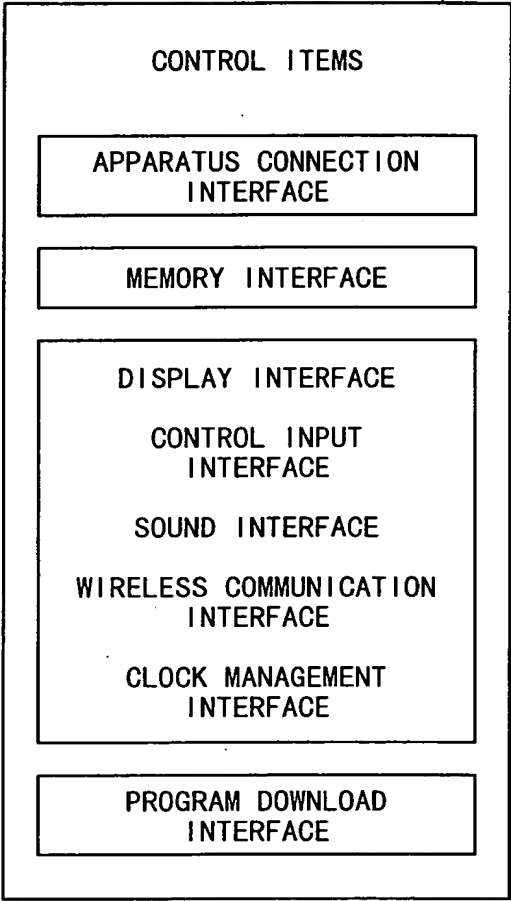 CONTROL ITEMS
APPARATUS CONNECTION
INTERFACE
MEMORY INTERFACE
DISPLAY INTERFACE
CONTROL INPUT
INTERFACE
SOUND INTERFACE
WIRELESS COMMUNICATION
INTERFACE
CLOCK MANAGEMENT
INTERFACE
PROGRAM DOWNLOAD
INTERFACE